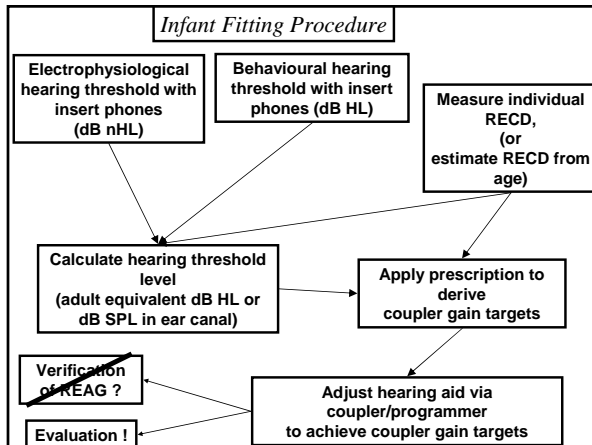 Infant Fitting Procedure
Electrophysiological
hearing threshold with
insert phones
(dB nHL)
Behavioural hearing
threshold with insert
phones (dB HL)
Measure individual
RECD,
(or
estimate RECD from
age)
Calculate hearing threshold
level
(adult equivalent dB HL or
dB SPL in ear canal)
Apply prescription to
derive
coupler gain targets
Verification
of REAG ?
Evaluation !
Adjust hearing aid via
coupler/programmer
to achieve coupler gain targets